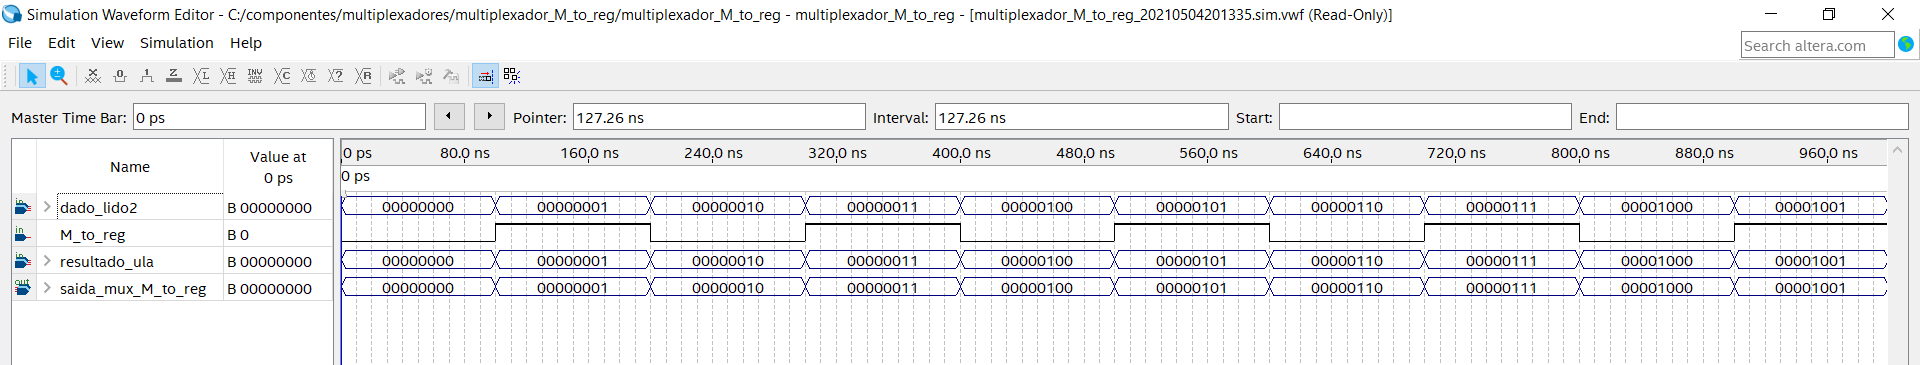 Simulation Waveform Editor - C:/componentes/multiplexadores/multiplexador_M_to_reg/multiplexador_M_to_reg - multiplexador_M_to_reg - [multiplexador_M_to_reg_20210504201335.sim.vwf (Read-Only)]
File Edit View Simulation Help
Search altera.com
Master Time Bar: 0 ps Pointer: 127.26 ns Interval: 127.26 ns Start: End:
Name Value at 0 ps
0 ps 80.0 ns 160.0 ns 240.0 ns 320.0 ns 400.0 ns 480.0 ns 560.0 ns 640.0 ns 720.0 ns 800.0 ns 880.0 ns 960.0 ns
0 ps
dado_lido2 B 00000000 00000000 00000001 00000010 00000011 00000100 00000101 00000110 00000111 00001000 00001001
M_to_reg B 0
resultado_ula B 00000000 00000000 00000001 00000010 00000011 00000100 00000101 00000110 00000111 00001000 00001001
saida_mux_M_to_reg B 00000000 00000000 00000001 00000010 00000011 00000100 00000101 00000110 00000111 00001000 00001001